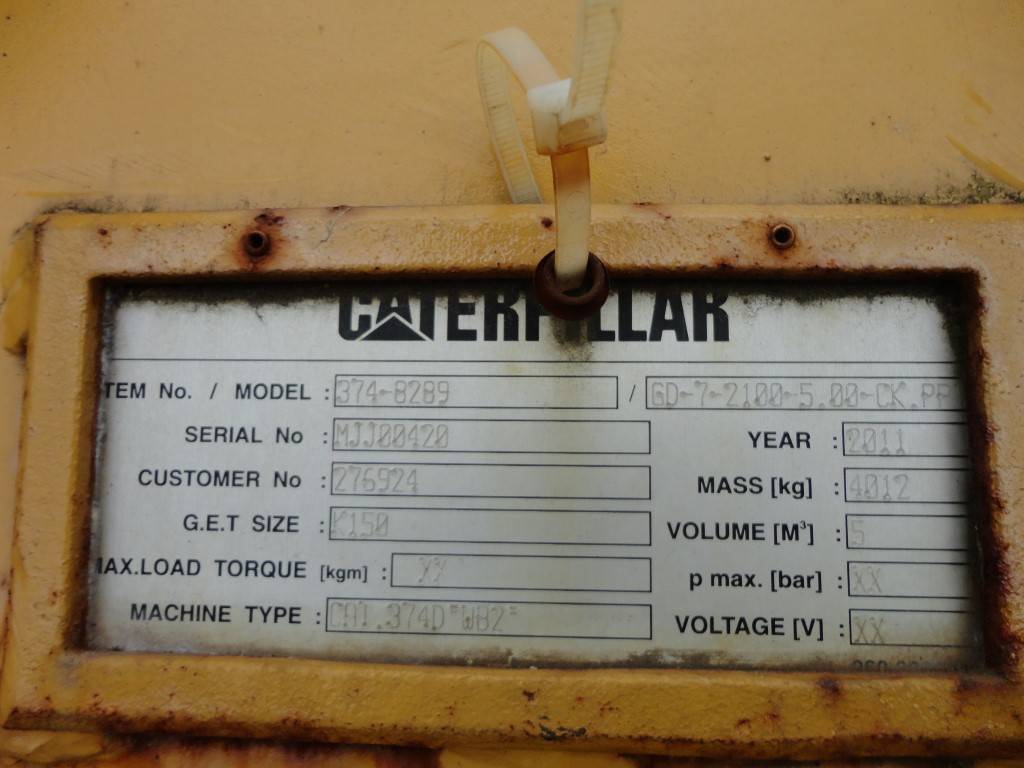 CATERPILLAR
TEM No. / MODEL : 374-8289 / GD-7-2100-5.00-CK.PP
SERIAL No : MJJ00420
YEAR : 2011
CUSTOMER No : 276924
MASS [kg] : 4012
G.E.T SIZE : K150
VOLUME [M³] : 5
AX.LOAD TORQUE [kgm] : XX
p max. [bar] : XX
MACHINE TYPE : CAT.374D"WB2"
VOLTAGE [V] : XX